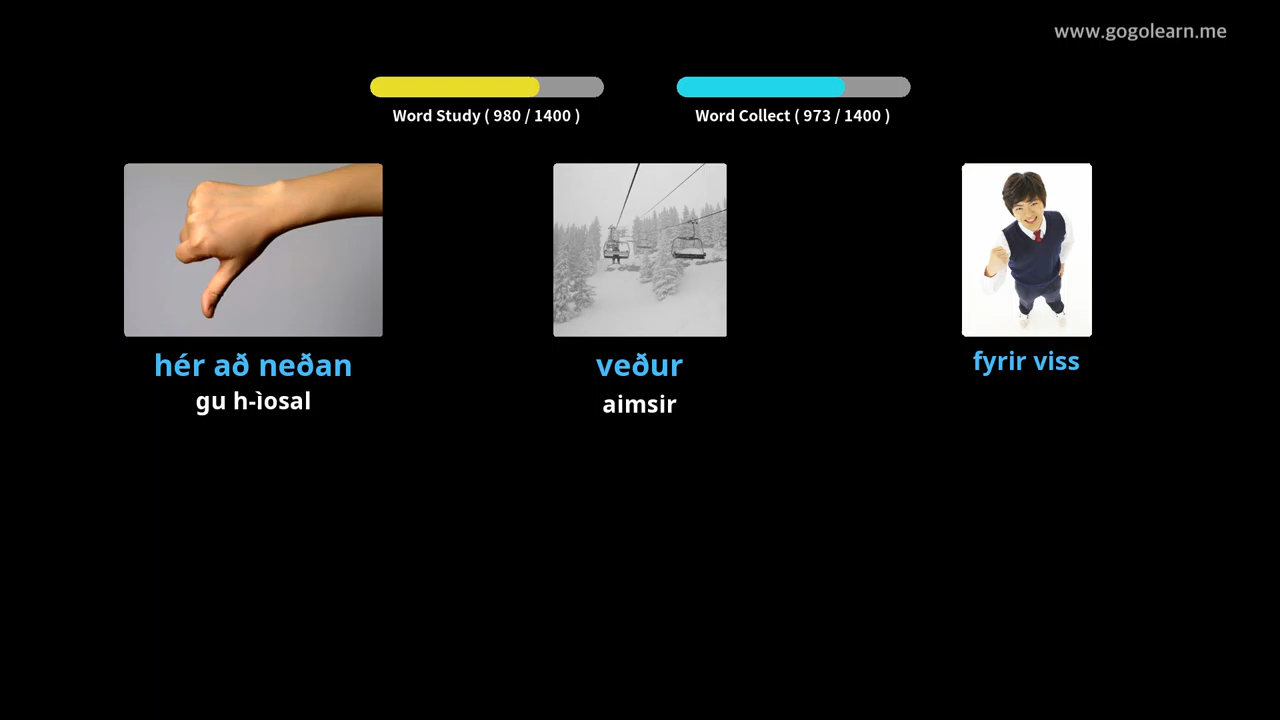 www.gogolearn.me
Word Study ( 980 / 1400 )
Word Collect ( 973 / 1400 )
hér að neðan
gu h-ìosal
veður
aimsir
fyrir viss